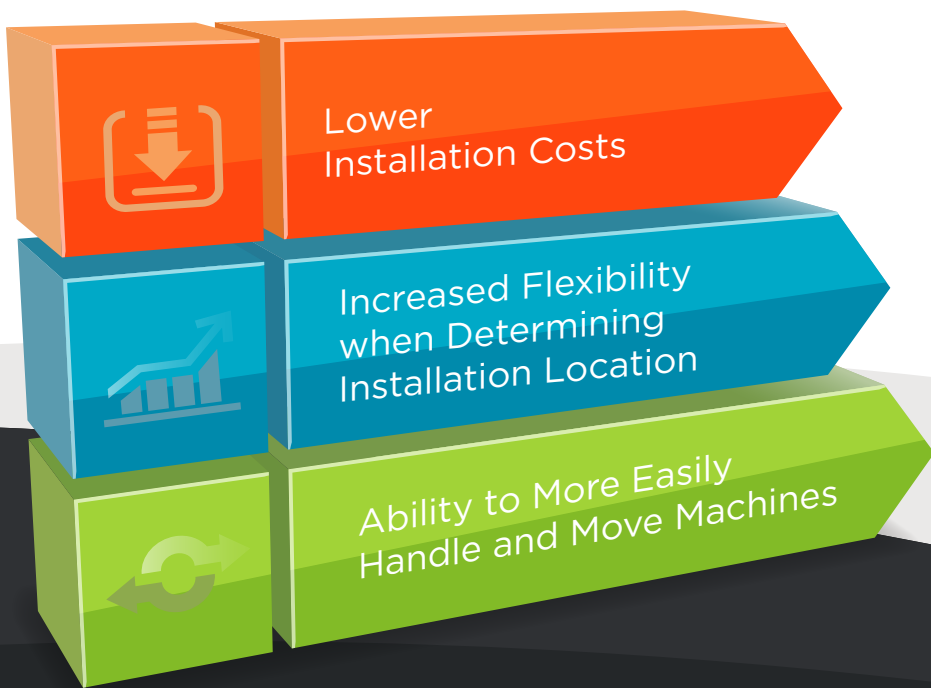 Lower
Installation Costs
Increased Flexibility
when Determining
Installation Location
Ability to More Easily
Handle and Move Machines